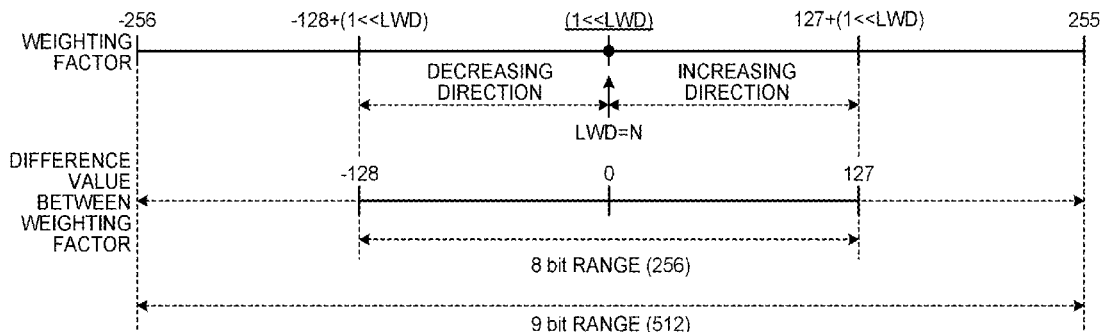 -256 -128+(1<<LWD) (1<<LWD) 127+(1<<LWD) 255
WEIGHTING
FACTOR
DECREASING
DIRECTION
INCREASING
DIRECTION
LWD=N
DIFFERENCE
VALUE
BETWEEN
WEIGHTING
FACTOR
-128 0 127
8 bit RANGE (256)
9 bit RANGE (512)